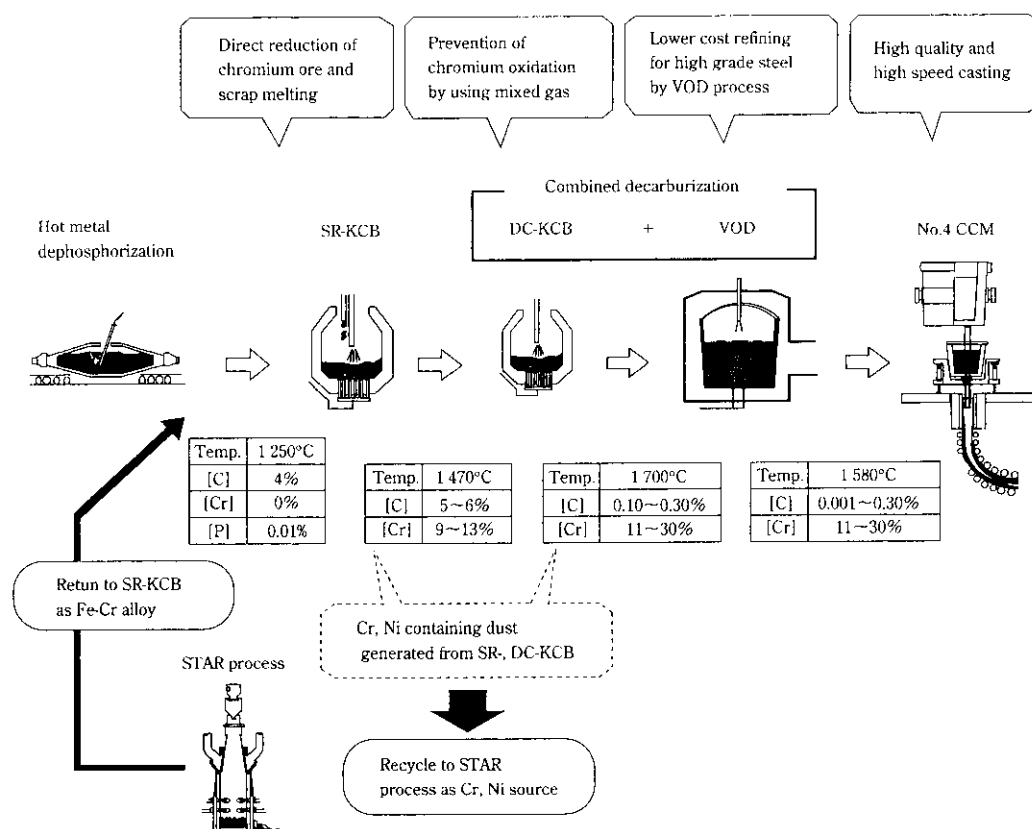 Direct reduction of
chromium ore and
scrap melting
Prevention of
chromium oxidation
by using mixed gas
Lower cost refining
for high grade steel
by VOD process
High quality and
high speed casting
Combined decarburization
Hot metal
dephosphorization
SR-KCB
DC-KCB + VOD
No.4 CCM
Temp. 1 250°C
[C] 4%
[Cr] 0%
[P] 0.01%
Temp. 1 470°C
[C] 5~6%
[Cr] 9~13%
Temp. 1 700°C
[C] 0.10~0.30%
[Cr] 11~30%
Temp. 1 580°C
[C] 0.001~0.30%
[Cr] 11~30%
Retun to SR-KCB
as Fe-Cr alloy
Cr, Ni containing dust
generated from SR-, DC-KCB
STAR process
Recycle to STAR
process as Cr, Ni source